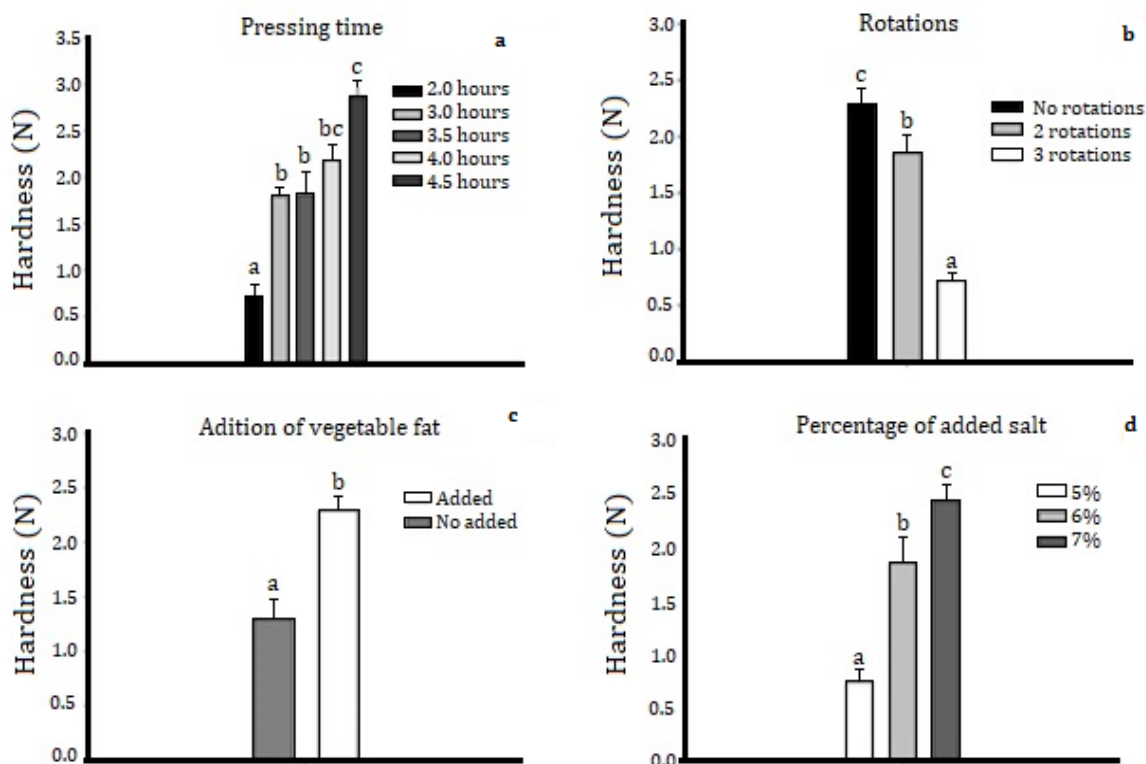 Pressing time
a
3.5
3.0
2.5
2.0
1.5
1.0
0.5
0.0
Hardness (N)
a
b
b
bc
c
2.0 hours
3.0 hours
3.5 hours
4.0 hours
4.5 hours
Rotations
b
3.0
2.5
2.0
1.5
1.0
0.5
0.0
Hardness (N)
c
b
a
No rotations
2 rotations
3 rotations
Adition of vegetable fat
c
3.0
2.5
2.0
1.5
1.0
0.5
0.0
Hardness (N)
a
b
Added
No added
Percentage of added salt
d
3.0
2.5
2.0
1.5
1.0
0.5
0.0
Hardness (N)
a
b
c
5%
6%
7%